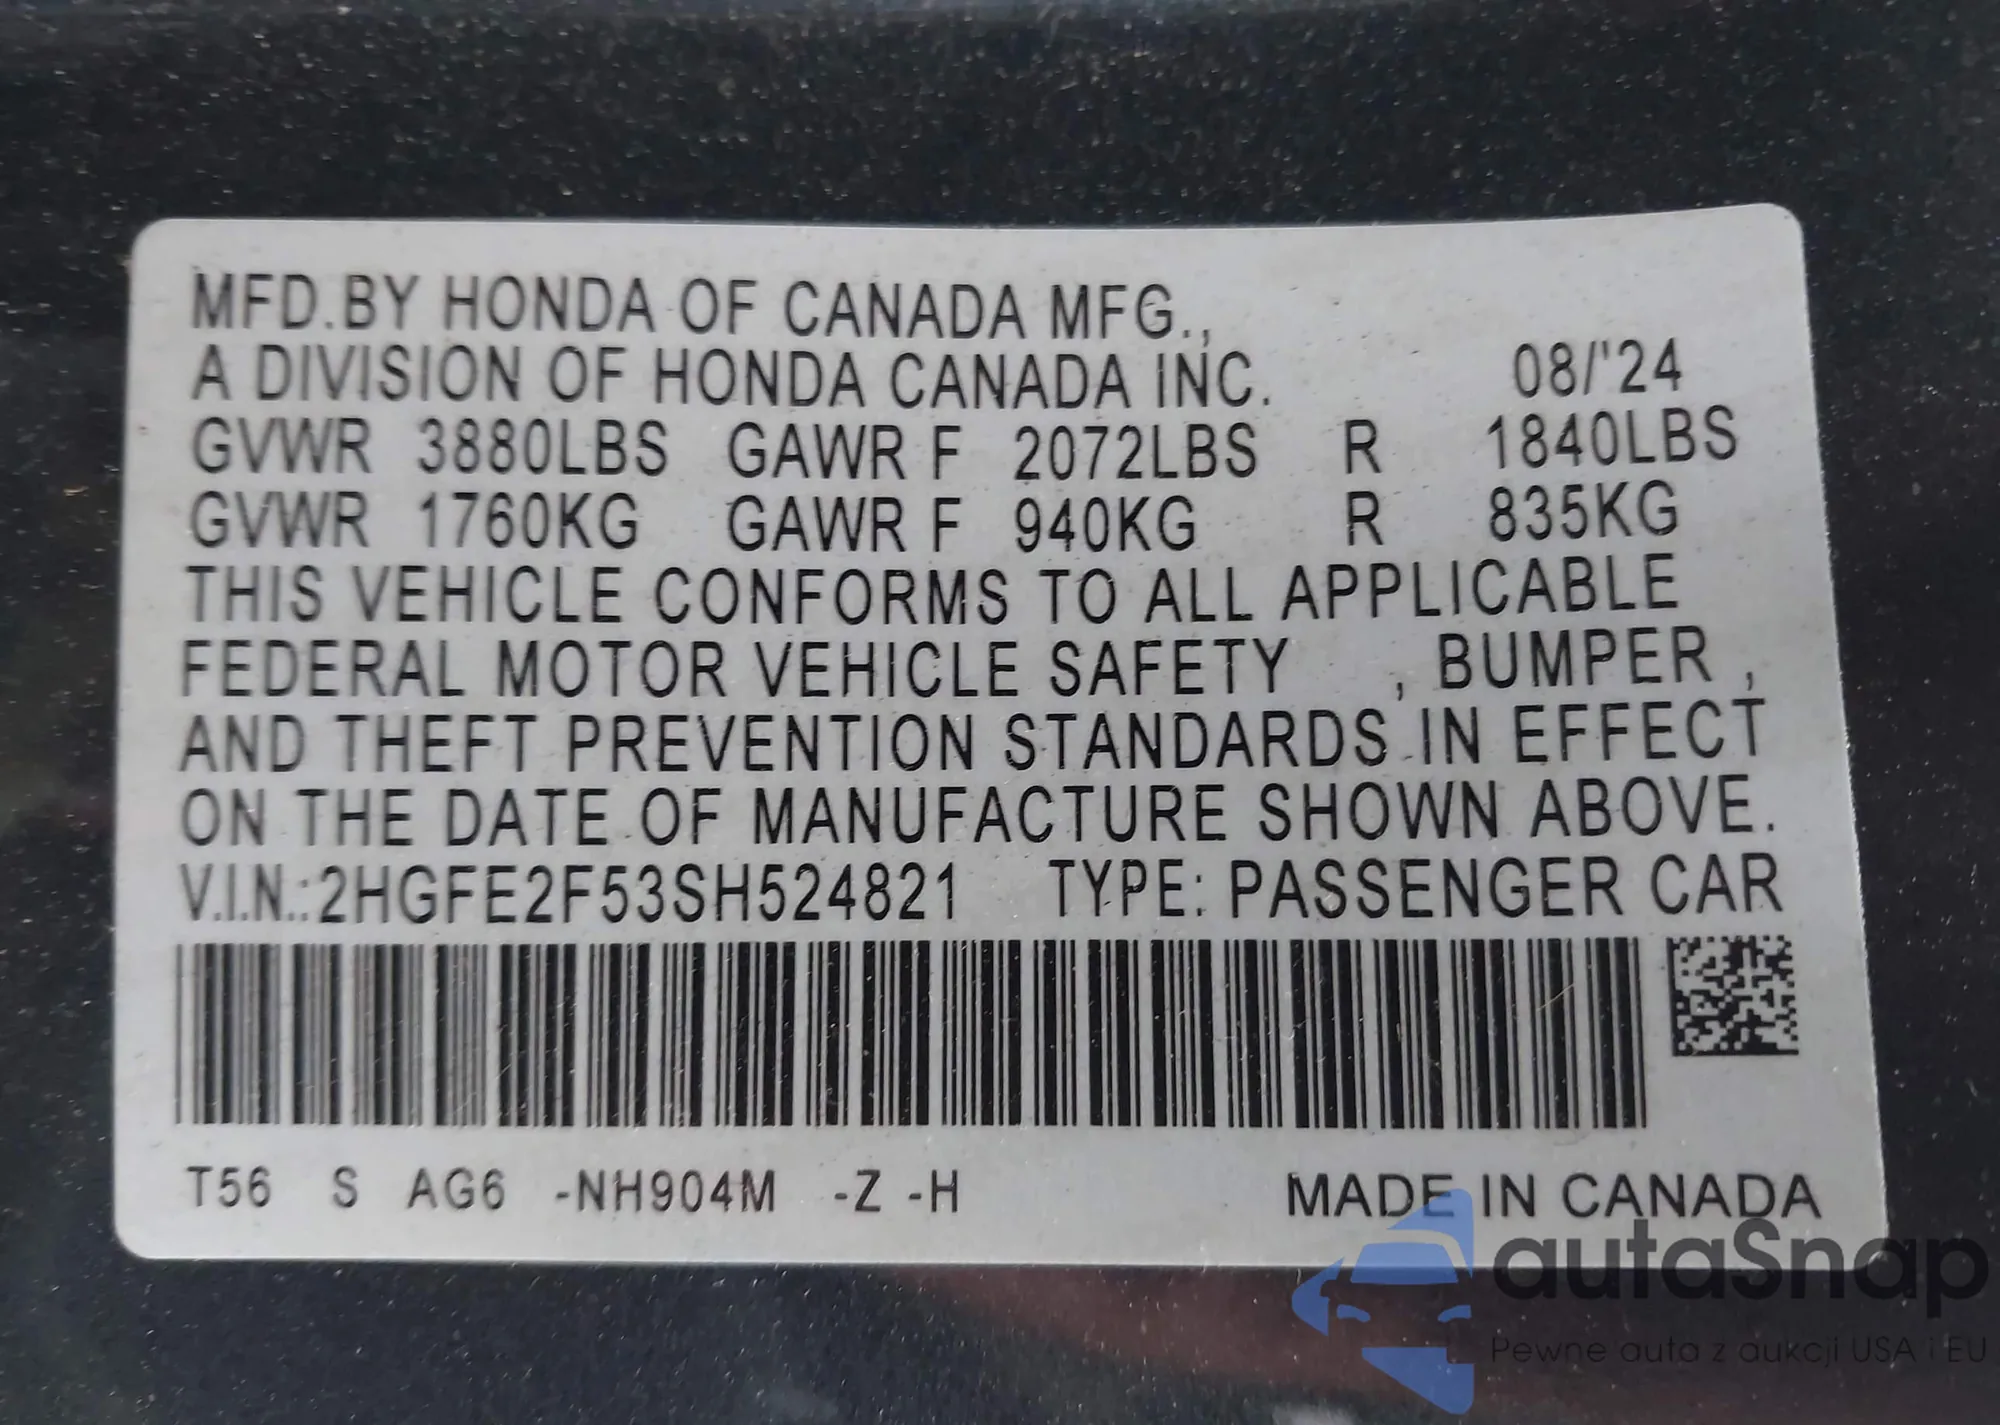 MFD.BY HONDA OF CANADA MFG.,
A DIVISION OF HONDA CANADA INC. 08/'24
GVWR 3880LBS GAWR F 2072LBS R 1840LBS
GVWR 1760KG GAWR F 940KG R 835KG
THIS VEHICLE CONFORMS TO ALL APPLICABLE
FEDERAL MOTOR VEHICLE SAFETY , BUMPER ,
AND THEFT PREVENTION STANDARDS IN EFFECT
ON THE DATE OF MANUFACTURE SHOWN ABOVE.
V.I.N.:2HGFE2F53SH524821 TYPE: PASSENGER CAR
T56 S AG6 -NH904M -Z -H MADE IN CANADA
autaSnap
Pewne auta z aukcji USA i EU